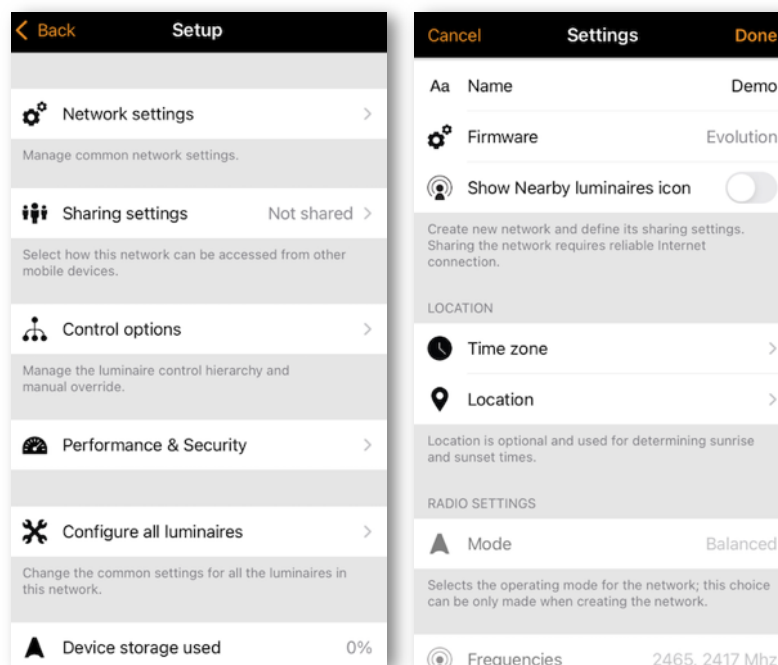 Back
Setup
Network settings
Manage common network settings.
Sharing settings
Not shared
Select how this network can be accessed from other
mobile devices.
Control options
Manage the luminaire control hierarchy and
manual override.
Performance & Security
Configure all luminaires
Change the common settings for all the luminaires in
this network.
Device storage used
0%
Cancel
Settings
Done
Aa
Name
Demo
Firmware
Evolution
Show Nearby luminaires icon
Create new network and define its sharing settings.
Sharing the network requires reliable Internet
connection.
LOCATION
Time zone
Location
Location is optional and used for determining sunrise
and sunset times.
RADIO SETTINGS
Mode
Balanced
Selects the operating mode for the network; this choice
can be only made when creating the network.
Frequencies
2465, 2417 Mhz